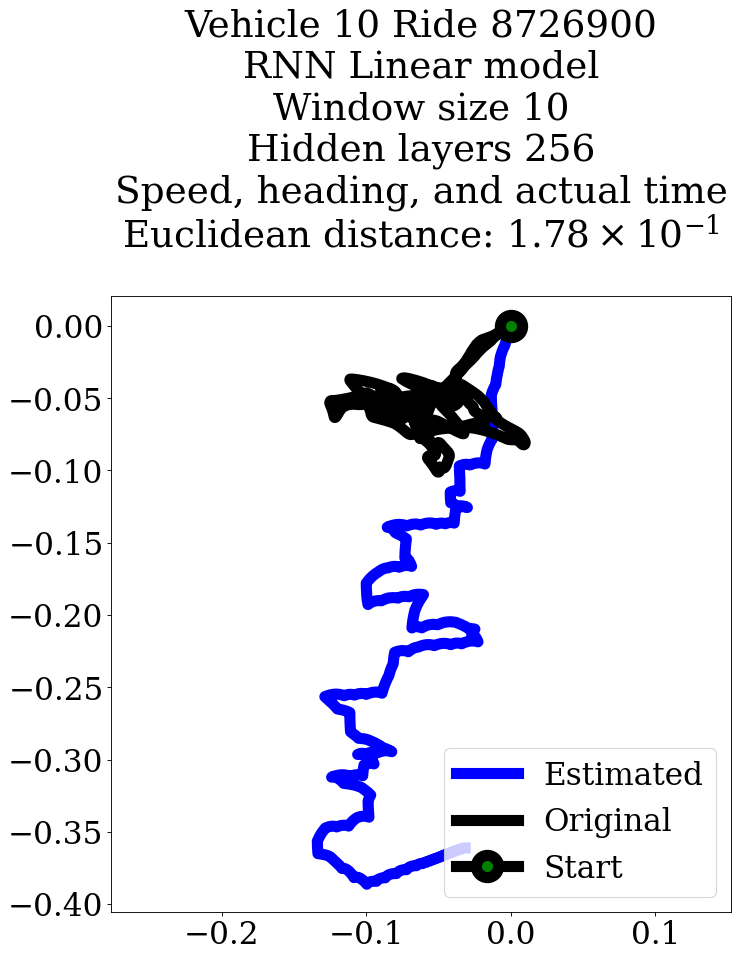 Vehicle 10 Ride 8726900
RNN Linear model
Window size 10
Hidden layers 256
Speed, heading, and actual time
Euclidean distance: 1.78 × 10⁻¹
0.00
−0.05
−0.10
−0.15
−0.20
−0.25
−0.30
−0.35
−0.40
Estimated
Original
Start
−0.2 −0.1 0.0 0.1